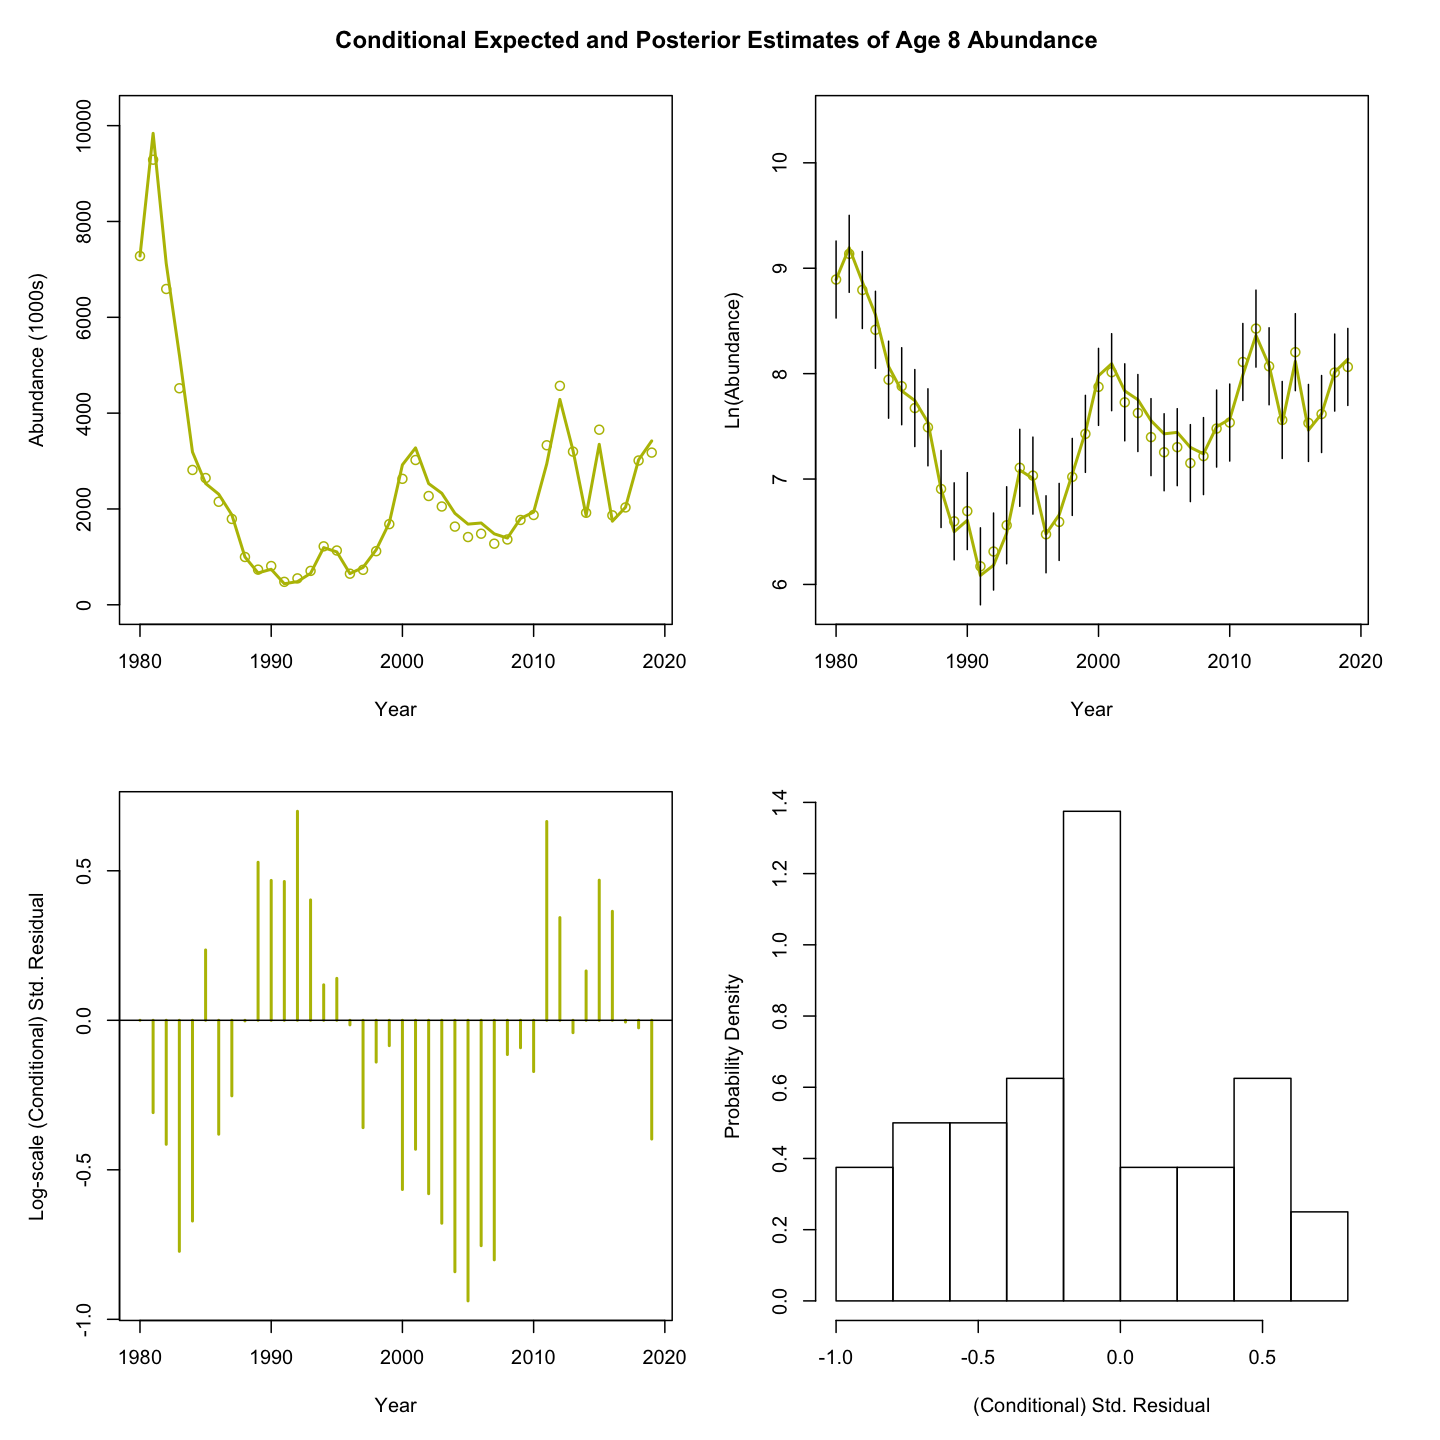 Conditional Expected and Posterior Estimates of Age 8 Abundance
Abundance (1000s)
10000
8000
6000
4000
2000
0
1980 1990 2000 2010 2020
Year
Ln(Abundance)
10
9
8
7
6
1980 1990 2000 2010 2020
Year
Log-scale (Conditional) Std. Residual
0.5
0.0
-0.5
-1.0
1980 1990 2000 2010 2020
Year
Probability Density
1.4
1.2
1.0
0.8
0.6
0.4
0.2
0.0
-1.0 -0.5 0.0 0.5
(Conditional) Std. Residual